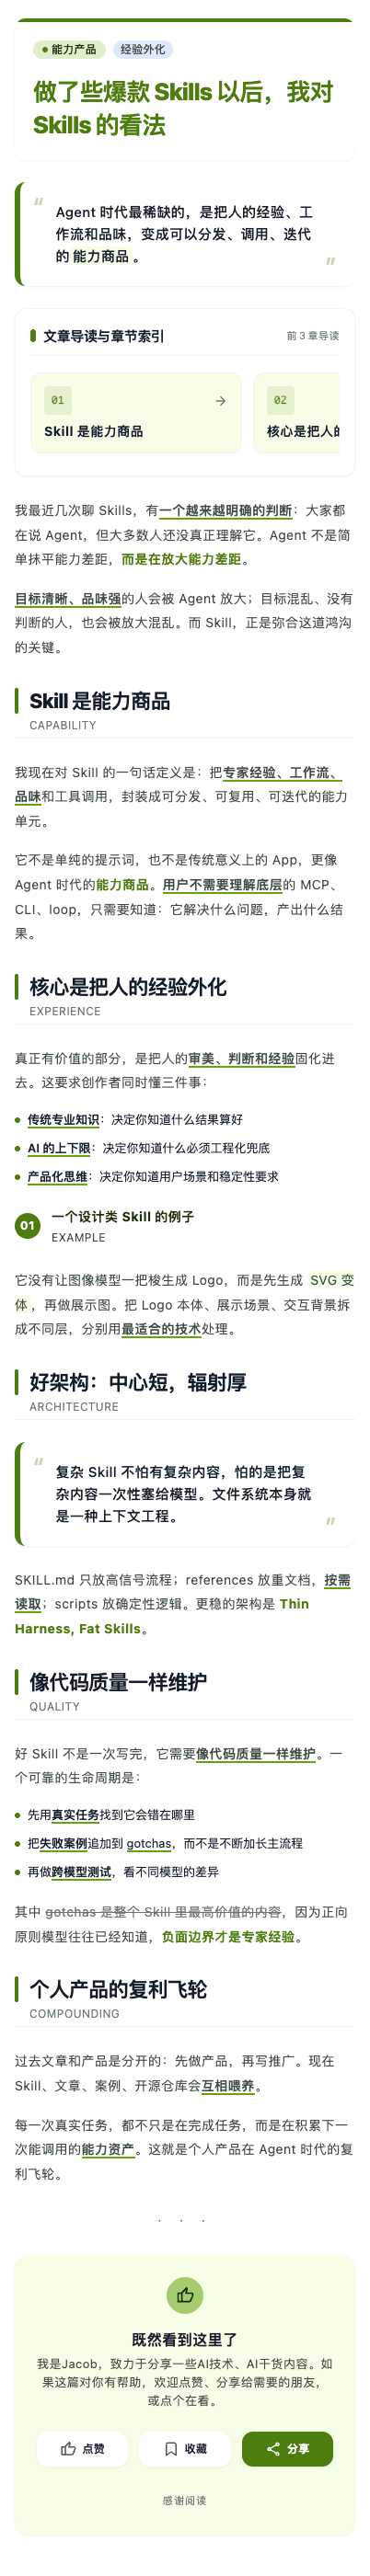 能力产品 经验外化
做了些爆款 Skills 以后，我对
Skills 的看法
“
Agent 时代最稀缺的，是把人的经验、工
作流和品味，变成可以分发、调用、迭代
的 能力商品 。
”
文章导读与章节索引 前 3 章导读
01 → 02
Skill 是能力商品 核心是把人的
我最近几次聊 Skills，有一个越来越明确的判断：大家都
在说 Agent，但大多数人还没真正理解它。Agent 不是简
单抹平能力差距，而是在放大能力差距。
目标清晰、品味强的人会被 Agent 放大；目标混乱、没有
判断的人，也会被放大混乱。而 Skill，正是弥合这道鸿沟
的关键。
Skill 是能力商品
CAPABILITY
我现在对 Skill 的一句话定义是：把专家经验、工作流、
品味和工具调用，封装成可分发、可复用、可迭代的能力
单元。
它不是单纯的提示词，也不是传统意义上的 App，更像
Agent 时代的能力商品。用户不需要理解底层的 MCP、
CLI、loop，只需要知道：它解决什么问题，产出什么结
果。
核心是把人的经验外化
EXPERIENCE
真正有价值的部分，是把人的审美、判断和经验固化进
去。这要求创作者同时懂三件事：
传统专业知识：决定你知道什么结果算好
AI 的上下限：决定你知道什么必须工程化兜底
产品化思维：决定你知道用户场景和稳定性要求
01 一个设计类 Skill 的例子
EXAMPLE
它没有让图像模型一把梭生成 Logo，而是先生成 SVG 变
体 ，再做展示图。把 Logo 本体、展示场景、交互背景拆
成不同层，分别用最适合的技术处理。
好架构：中心短，辐射厚
ARCHITECTURE
“
复杂 Skill 不怕有复杂内容，怕的是把复
杂内容一次性塞给模型。文件系统本身就
是一种上下文工程。
”
SKILL.md 只放高信号流程；references 放重文档，按需
读取；scripts 放确定性逻辑。更稳的架构是 Thin
Harness, Fat Skills。
像代码质量一样维护
QUALITY
好 Skill 不是一次写完，它需要像代码质量一样维护。一
个可靠的生命周期是：
先用真实任务找到它会错在哪里
把失败案例追加到 gotchas，而不是不断加长主流程
再做跨模型测试，看不同模型的差异
其中 gotchas 是整个 Skill 里最高价值的内容，因为正向
原则模型往往已经知道，负面边界才是专家经验。
个人产品的复利飞轮
COMPOUNDING
过去文章和产品是分开的：先做产品，再写推广。现在
Skill、文章、案例、开源仓库会互相喂养。
每一次真实任务，都不只是在完成任务，而是在积累下一
次能调用的能力资产。这就是个人产品在 Agent 时代的复
利飞轮。
· · ·
既然看到这里了
我是Jacob，致力于分享一些AI技术、AI干货内容。如
果这篇对你有帮助，欢迎点赞、分享给需要的朋友，
或点个在看。
点赞 收藏 分享
感谢阅读